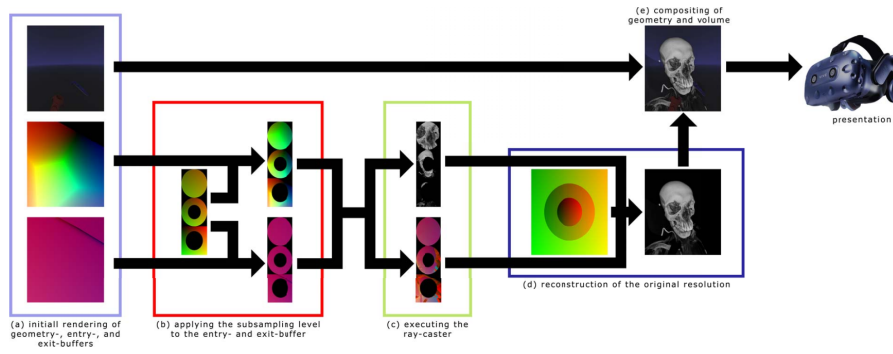 (e) compositing of
geometry and volume
presentation
(d) reconstruction of the original resolution
(a) initiall rendering of
geometry-, entry-, and
exit-buffers
(b) applying the subsampling level
to the entry- and exit-buffer
(c) executing the
ray-caster